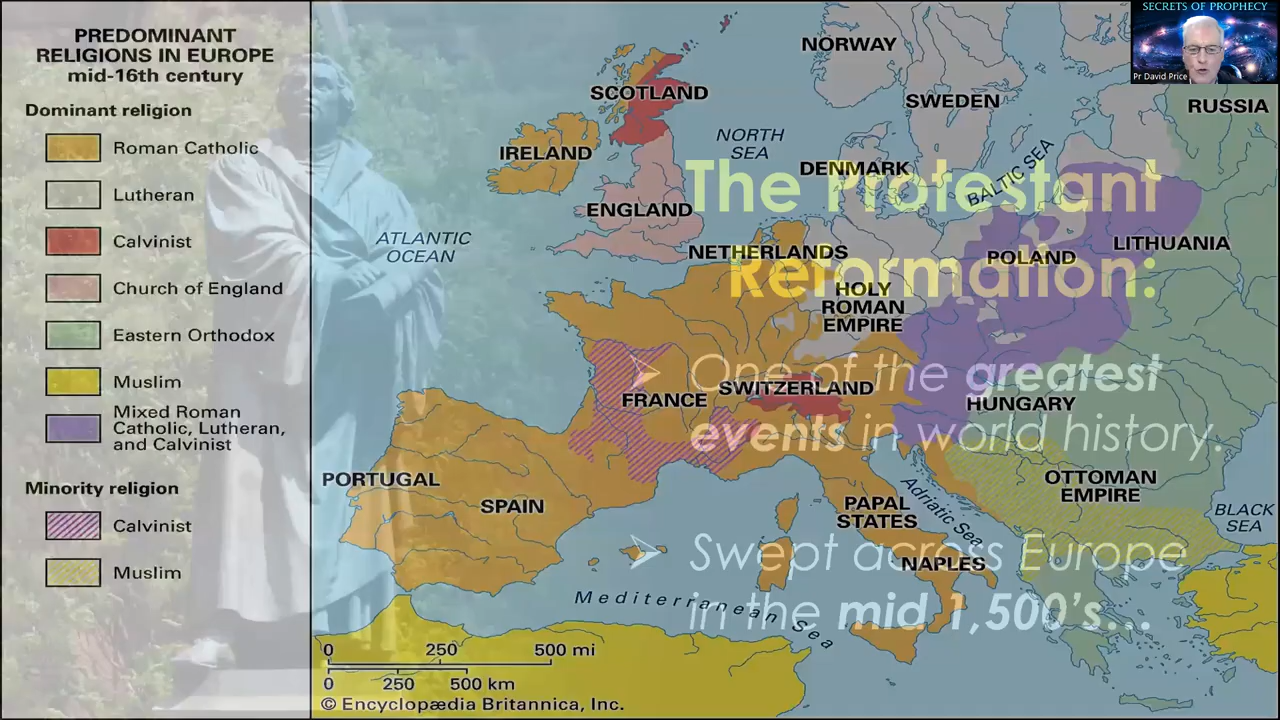 PREDOMINANT
RELIGIONS IN EUROPE
mid-16th century
Dominant religion
Roman Catholic
Lutheran
Calvinist
Church of England
Eastern Orthodox
Muslim
Mixed Roman
Catholic, Lutheran,
and Calvinist
Minority religion
Calvinist
Muslim
SECRETS OF PROPHECY
Pr David Price
NORWAY
SWEDEN
RUSSIA
SCOTLAND
NORTH
SEA
IRELAND
DENMARK
BALTIC SEA
ENGLAND
ATLANTIC
OCEAN
NETHERLANDS
LITHUANIA
POLAND
HOLY
ROMAN
EMPIRE
SWITZERLAND
FRANCE
HUNGARY
PORTUGAL
SPAIN
PAPAL
STATES
Adriatic Sea
OTTOMAN
EMPIRE
BLACK
SEA
NAPLES
Mediterranean Sea
0 250 500 mi
0 250 500 km
© Encyclopædia Britannica, Inc.
The Protestant
Reformation:
One of the greatest
events in world history.
Swept across Europe
in the mid 1,500's...